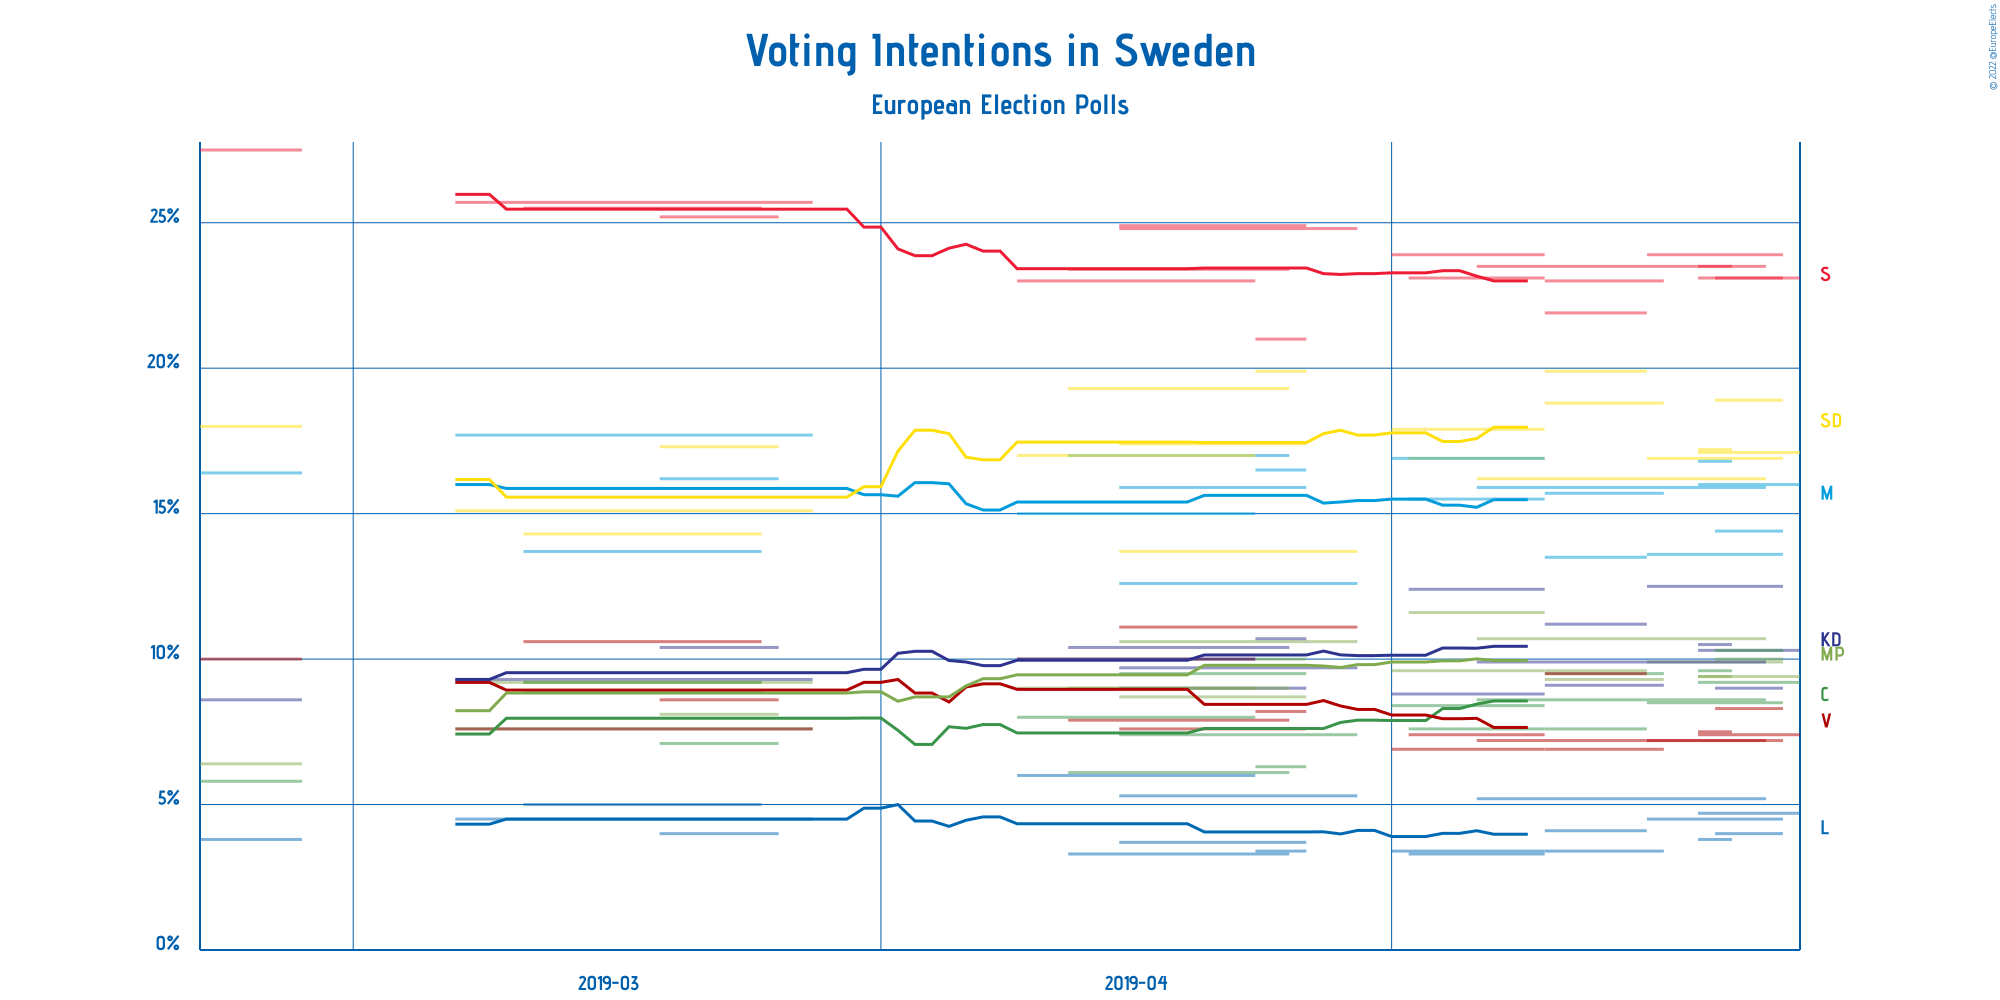 © 2022 @EuropeElects
Voting Intentions in Sweden
European Election Polls
25%
S
20%
SD
15%
M
KD
10%
MP
C
V
5%
L
0%
2019-03
2019-04